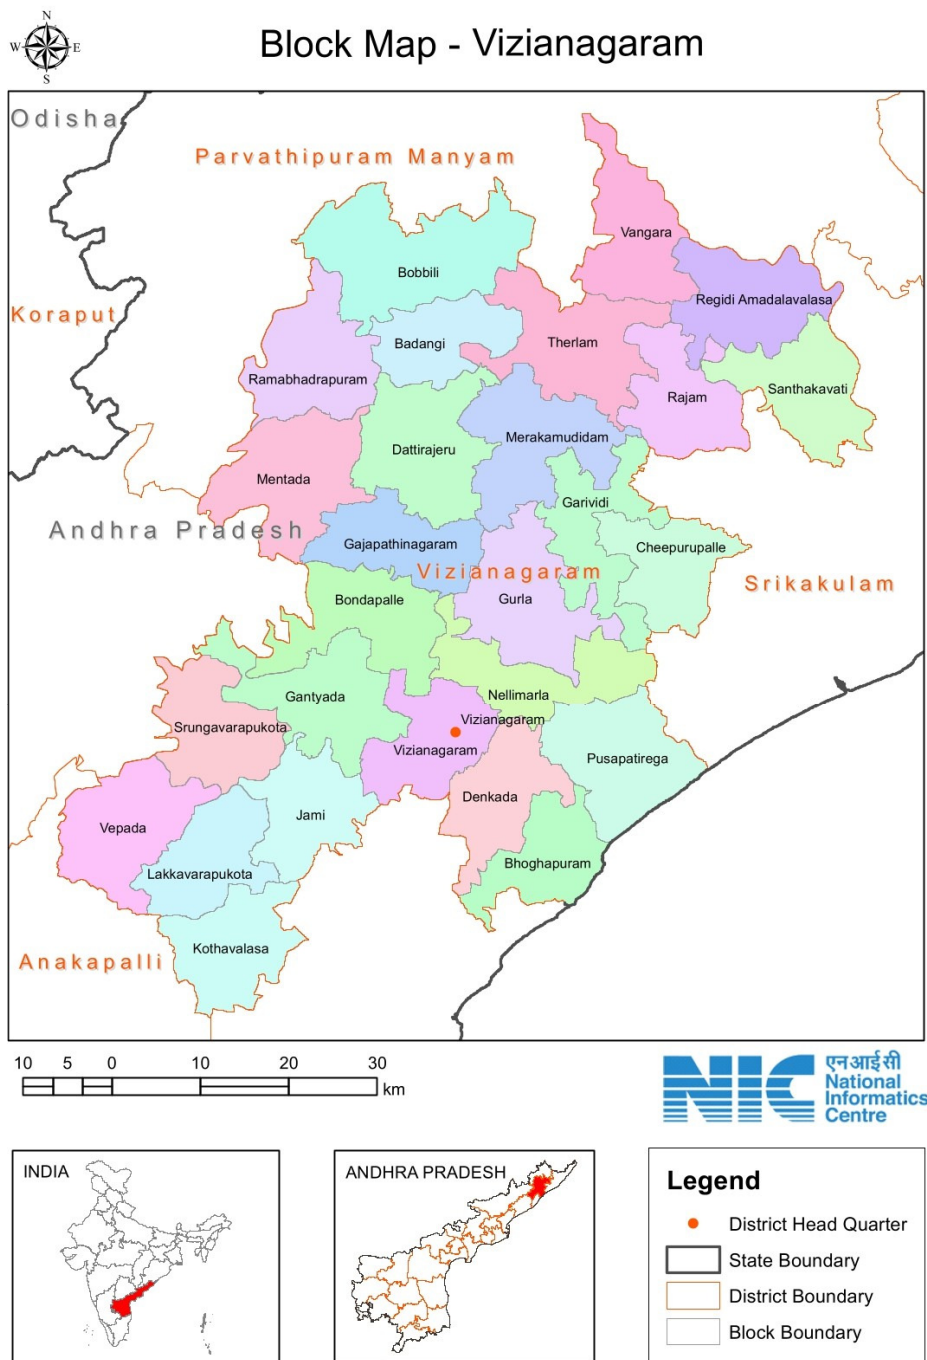 N
W E
S
Block Map - Vizianagaram
Odisha
Parvathipuram Manyam
Vangara
Bobbili
Regidi Amadalavalasa
Koraput
Badangi
Therlam
Ramabhadrapuram
Santhakavati
Rajam
Merakamudidam
Dattirajeru
Mentada
Garividi
Andhra Pradesh
Gajapathinagaram
Cheepurupalle
Vizianagaram
Srikakulam
Bondapalle
Gurla
Gantyada
Nellimarla
Srungavarapukota
Vizianagaram
Vizianagaram
Pusapatirega
Denkada
Jami
Vepada
Bhoghapuram
Lakkavarapukota
Kothavalasa
Anakapalli
10 5 0 10 20 30
km
NIC
एनआईसी
National
Informatics
Centre
INDIA
ANDHRA PRADESH
Legend
District Head Quarter
State Boundary
District Boundary
Block Boundary